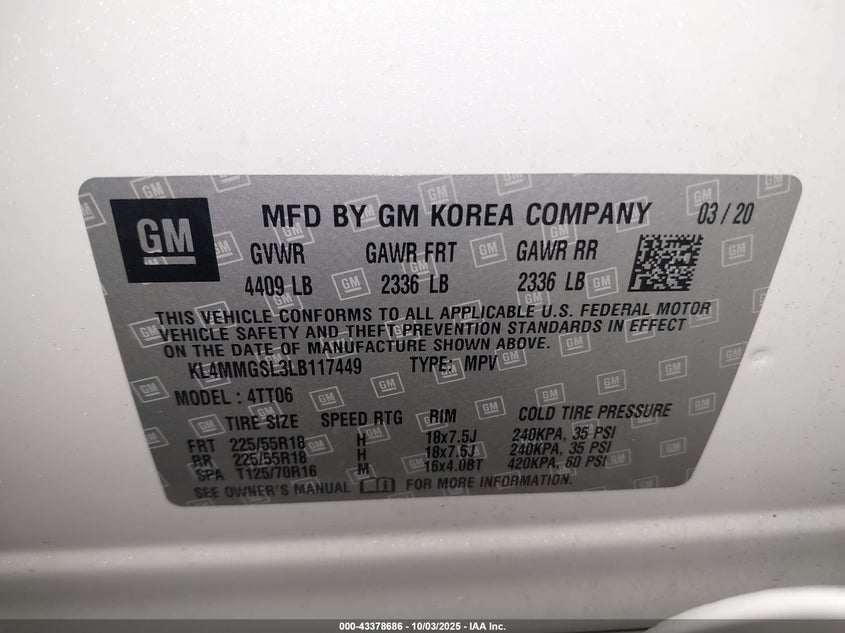 GM
MFD BY GM KOREA COMPANY 03 / 20
GVWR GAWR FRT GAWR RR
4409 LB 2336 LB 2336 LB
THIS VEHICLE CONFORMS TO ALL APPLICABLE U.S. FEDERAL MOTOR
VEHICLE SAFETY AND THEFT PREVENTION STANDARDS IN EFFECT
ON THE DATE OF MANUFACTURE SHOWN ABOVE.
KL4MMGSL3LB117449 TYPE: MPV
MODEL : 4TT06
TIRE SIZE SPEED RTG RIM COLD TIRE PRESSURE
FRT 225/55R18 H 18x7.5J 240KPA, 35 PSI
RR 225/55R18 H 18x7.5J 240KPA, 35 PSI
SPA T125/70R16 M 16x4.0BT 420KPA, 60 PSI
SEE OWNER'S MANUAL FOR MORE INFORMATION.
000-43378686 - 10/03/2025 - IAA Inc.